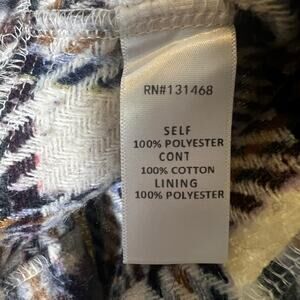 RN#131468
SELF
100% POLYESTER
CONT
100% COTTON
LINING
100% POLYESTER